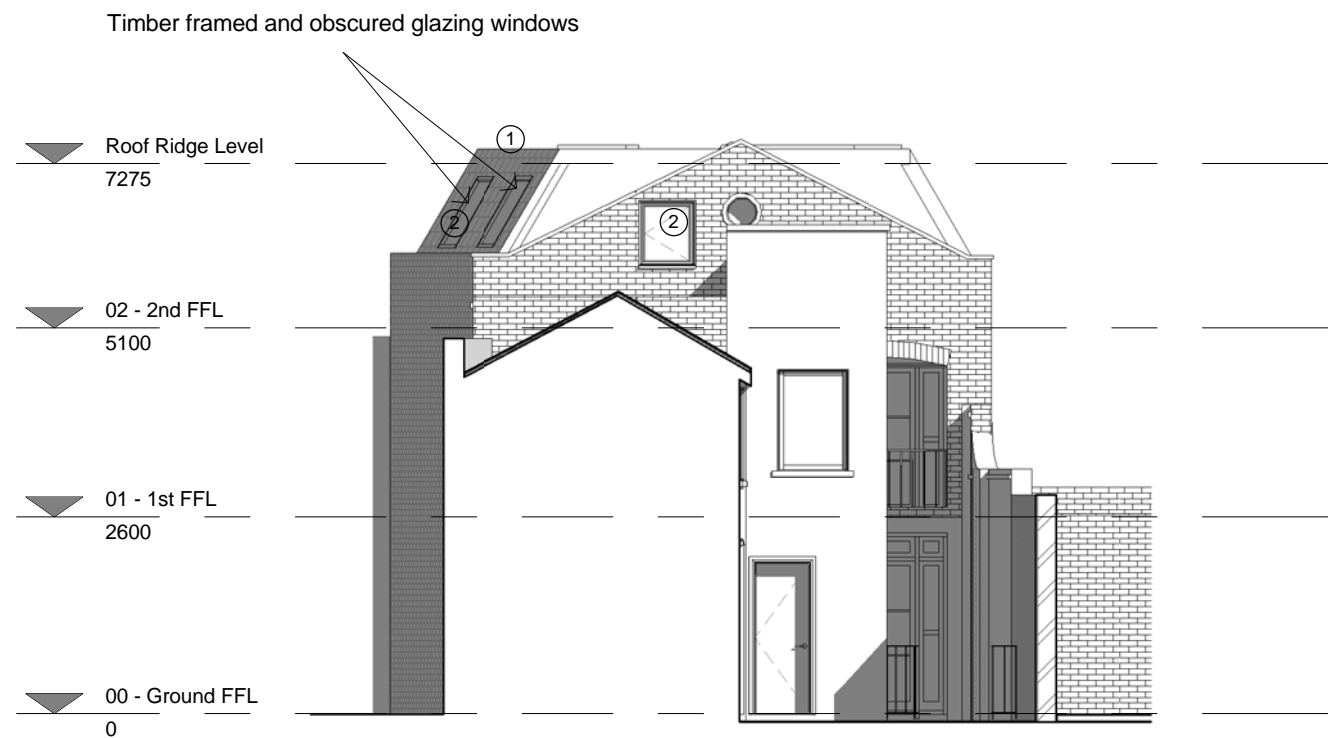 Timber framed and obscured glazing windows
1
Roof Ridge Level
7275
2
2
02 - 2nd FFL
5100
01 - 1st FFL
2600
00 - Ground FFL
0